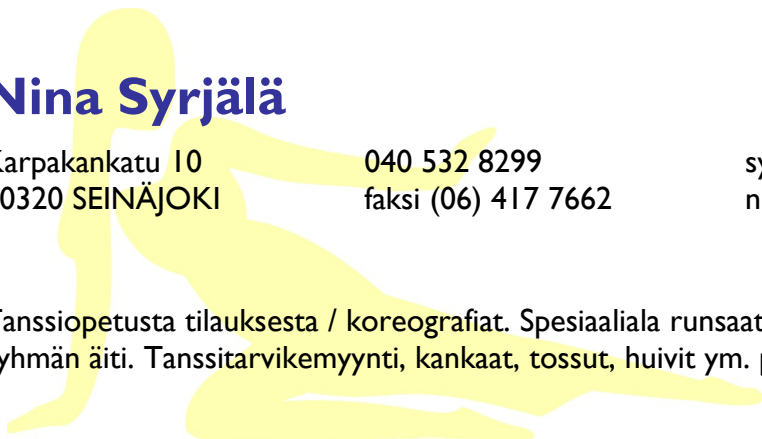 Nina Syrjälä
Karpakankatu 10 040 532 8299 sy
0320 SEINÄJOKI faksi (06) 417 7662 n
Tanssiopetusta tilauksesta / koreografiat. Spesiaaliala runsaat
yhmän äiti. Tanssitarvikemyynti, kankaat, tossut, huivit ym. p